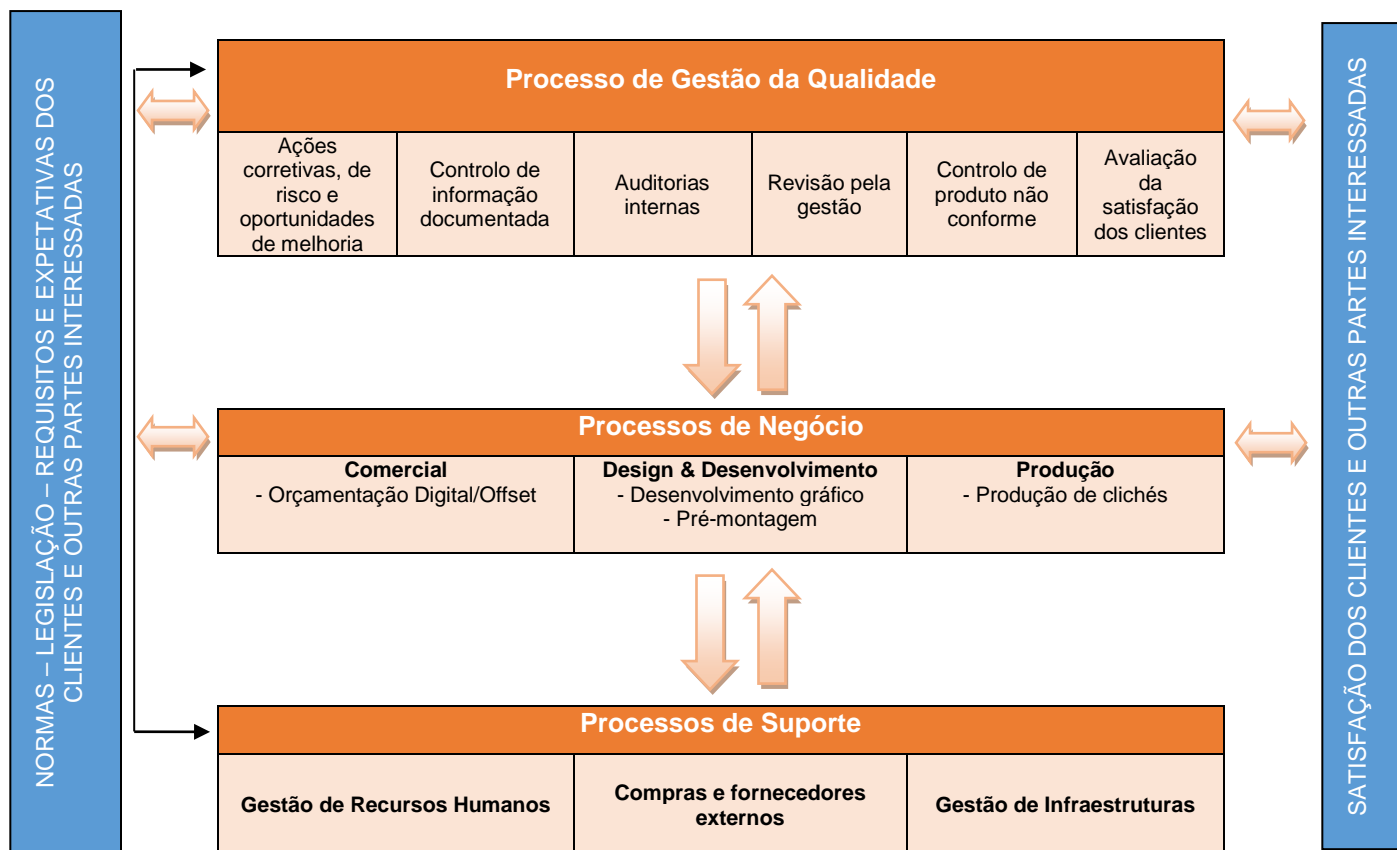 NORMAS – LEGISLAÇÃO – REQUISITOS E EXPETATIVAS DOS
CLIENTES E OUTRAS PARTES INTERESSADAS
Processo de Gestão da Qualidade
Ações
corretivas, de
risco e
oportunidades
de melhoria
Controlo de
informação
documentada
Auditorias
internas
Revisão pela
gestão
Controlo de
produto não
conforme
Avaliação
da
satisfação
dos clientes
Processos de Negócio
Comercial
- Orçamentação Digital/Offset
Design & Desenvolvimento
- Desenvolvimento gráfico
- Pré-montagem
Produção
- Produção de clichés
Processos de Suporte
Gestão de Recursos Humanos
Compras e fornecedores
externos
Gestão de Infraestruturas
SATISFAÇÃO DOS CLIENTES E OUTRAS PARTES INTERESSADAS